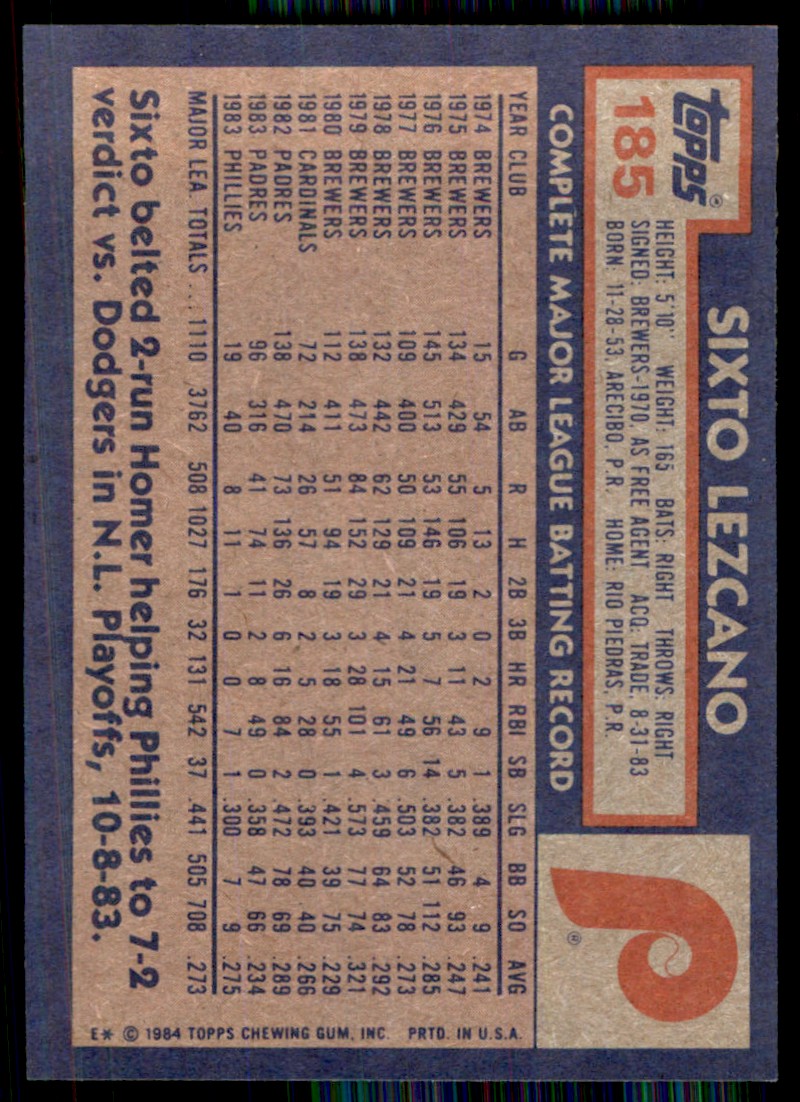 SIXTO LEZCANO
Topps®
185
HEIGHT: 5'10" WEIGHT: 165 BATS: RIGHT THROWS: RIGHT
SIGNED: BREWERS-1970, AS FREE AGENT ACQ: TRADE, 8-31-83
BORN: 11-28-53, ARECIBO, P.R. HOME: RIO PIEDRAS, P.R.
P
®
COMPLETE MAJOR LEAGUE BATTING RECORD
YEAR CLUB G AB R H 2B 3B HR RBI SB SLG BB SO AVG
1974 BREWERS 15 54 5 13 2 0 2 9 1 .389 4 9 .241
1975 BREWERS 134 429 55 106 19 3 11 43 5 .382 46 93 .247
1976 BREWERS 145 513 53 146 19 5 7 56 14 .382 51 112 .285
1977 BREWERS 109 400 50 109 21 4 21 49 6 .503 52 78 .273
1978 BREWERS 132 442 62 129 21 4 15 61 3 .459 64 83 .292
1979 BREWERS 138 473 84 152 29 3 28 101 4 .573 77 74 .321
1980 BREWERS 112 411 51 94 19 3 18 55 1 .421 39 75 .229
1981 CARDINALS 72 214 26 57 8 2 5 28 0 .393 40 40 .266
1982 PADRES 138 470 73 136 26 6 16 84 2 .472 78 69 .289
1983 PADRES 96 316 41 74 11 2 8 49 0 .358 47 66 .234
1983 PHILLIES 19 40 8 11 1 0 0 7 1 .300 7 9 .275
MAJOR LEA. TOTALS ... 1110 3762 508 1027 176 32 131 542 37 .441 505 708 .273
Sixto belted 2-run Homer helping Phillies to 7-2
verdict vs. Dodgers in N.L. Playoffs, 10-8-83.
E* © 1984 TOPPS CHEWING GUM, INC. PRTD. IN U.S.A.